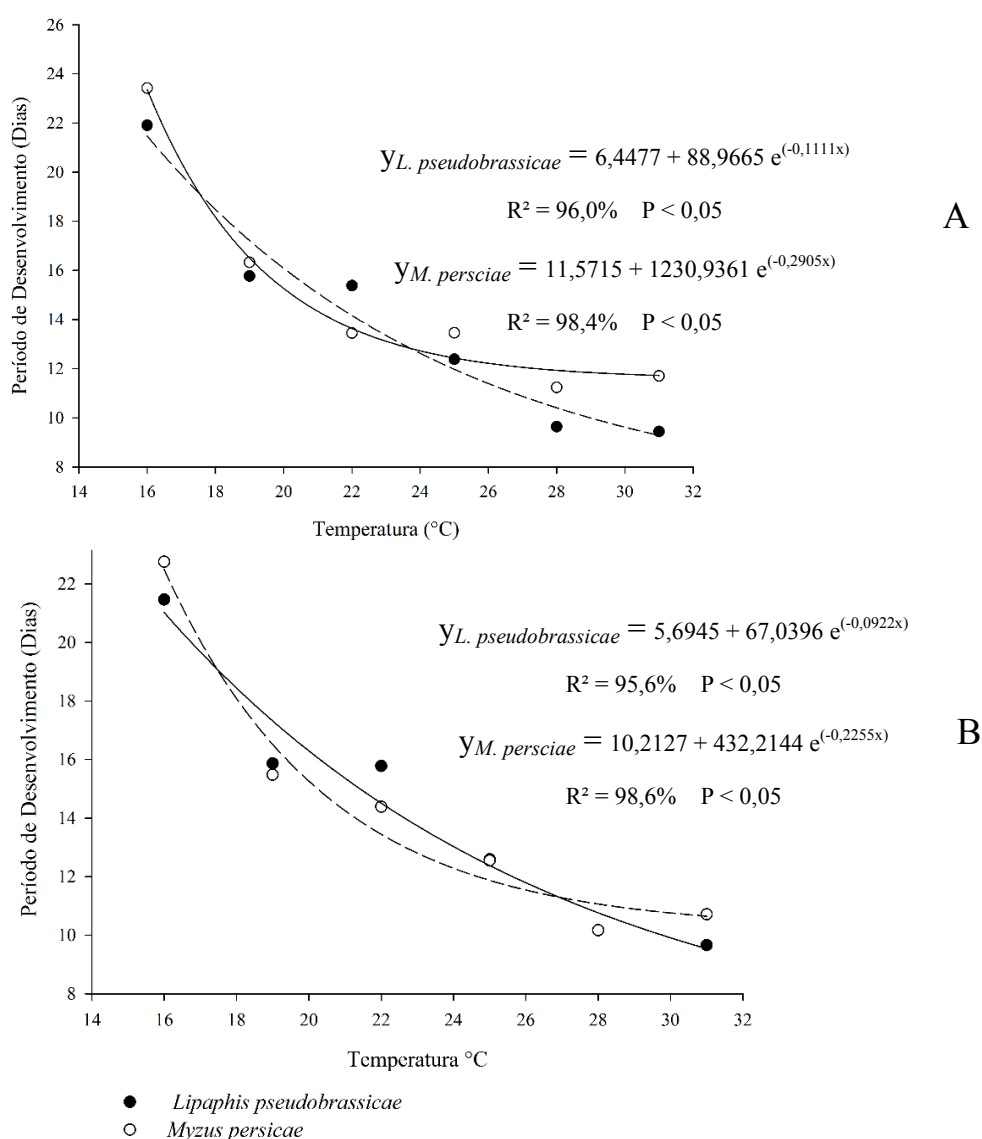 26
24
22
20
18
16
14
12
10
8
Período de Desenvolvimento (Dias)
yL. pseudobrassicae = 6,4477 + 88,9665 e(-0,1111x)
R² = 96,0% P < 0,05
yM. persciae = 11,5715 + 1230,9361 e(-0,2905x)
R² = 98,4% P < 0,05
A
14 16 18 20 22 24 26 28 30 32
Temperatura (°C)
22
20
18
16
14
12
10
8
Período de Desenvolvimento (Dias)
yL. pseudobrassicae = 5,6945 + 67,0396 e(-0,0922x)
R² = 95,6% P < 0,05
yM. persciae = 10,2127 + 432,2144 e(-0,2255x)
R² = 98,6% P < 0,05
B
14 16 18 20 22 24 26 28 30 32
Temperatura °C
Lipaphis pseudobrassicae
Myzus persicae